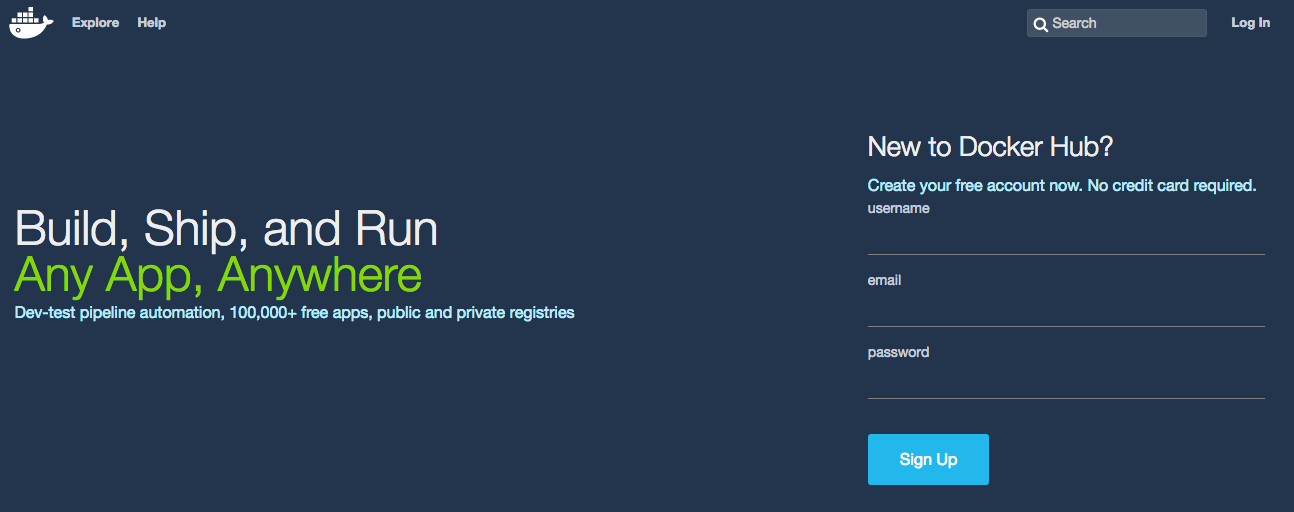 Explore Help Search Log In
New to Docker Hub?
Create your free account now. No credit card required.
username
Build, Ship, and Run
Any App, Anywhere
Dev-test pipeline automation, 100,000+ free apps, public and private registries
email
password
Sign Up